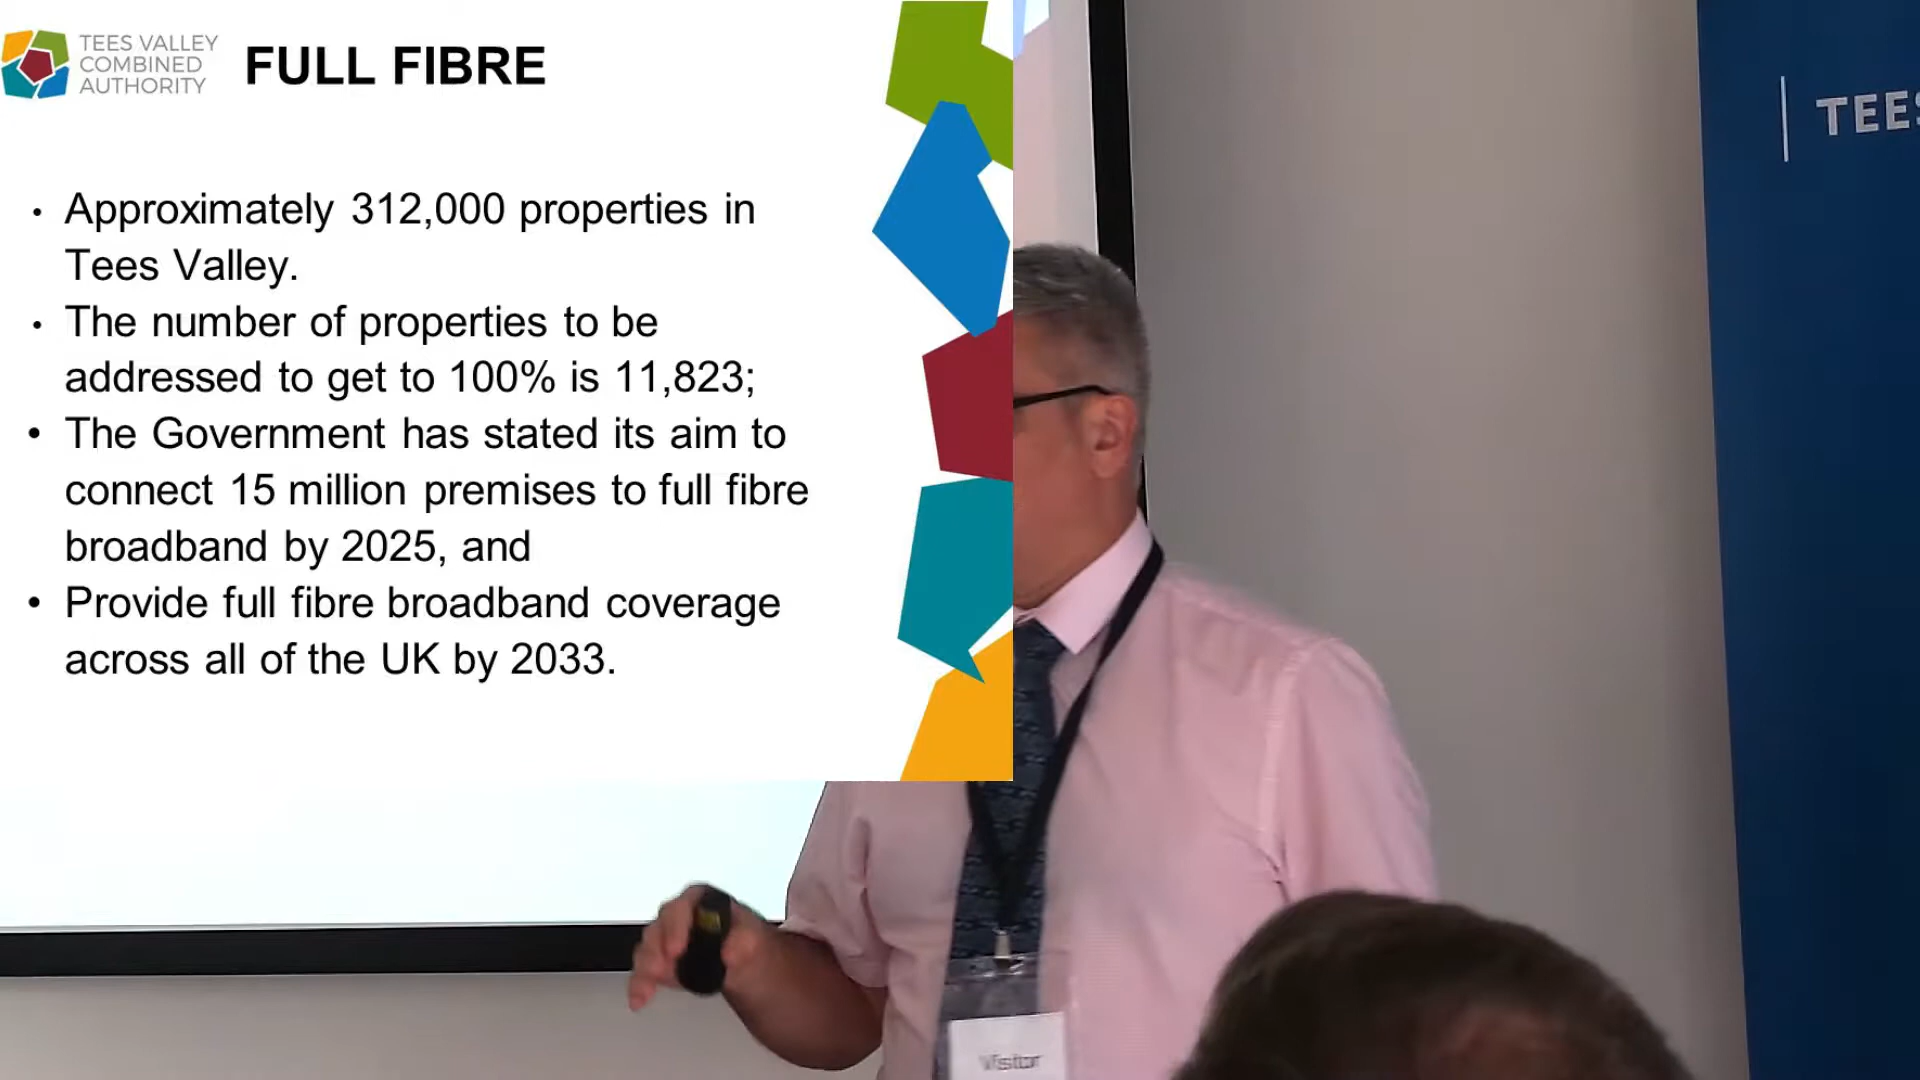 TEES VALLEY
COMBINED
AUTHORITY
FULL FIBRE
• Approximately 312,000 properties in
Tees Valley.
• The number of properties to be
addressed to get to 100% is 11,823;
• The Government has stated its aim to
connect 15 million premises to full fibre
broadband by 2025, and
• Provide full fibre broadband coverage
across all of the UK by 2033.
Visitor